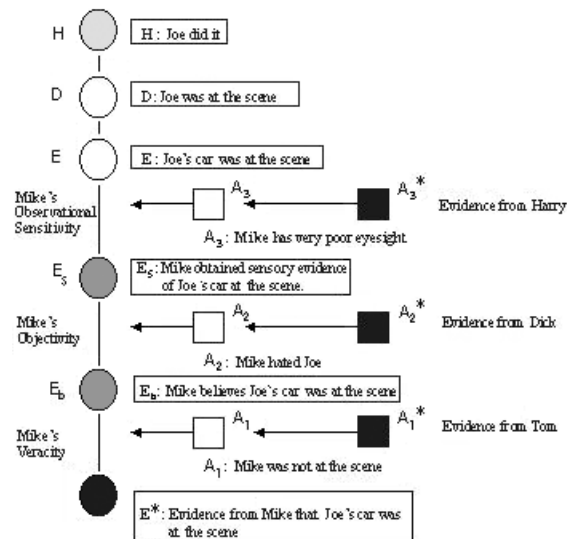 H
H: Joe did it
D
D: Joe was at the scene
E
E: Joe's car was at the scene
Mike's
Observational
Sensitivity
A3
A3*
Evidence from Harry
A3: Mike has very poor eyesight
Es
Es: Mike obtained sensory evidence
of Joe's car at the scene.
Mike's
Objectivity
A2
A2*
Evidence from Dick
A2: Mike hated Joe
Eb
Eb: Mike believes Joe's car was at the scene
Mike's
Veracity
A1
A1*
Evidence from Tom
A1: Mike was not at the scene
E*: Evidence from Mike that Joe's car was
at the scene